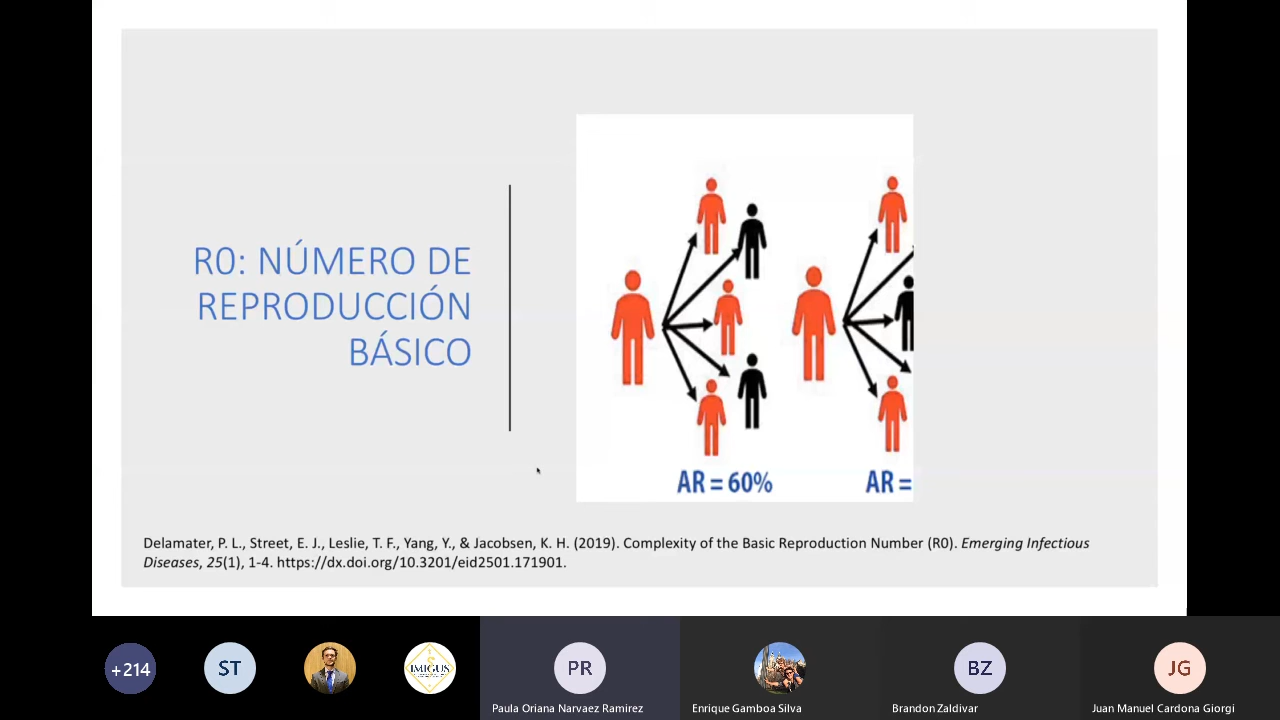 R0: NÚMERO DE
REPRODUCCIÓN
BÁSICO
AR = 60%
AR =
Delamater, P. L., Street, E. J., Leslie, T. F., Yang, Y., & Jacobsen, K. H. (2019). Complexity of the Basic Reproduction Number (R0). Emerging Infectious
Diseases, 25(1), 1-4. https://dx.doi.org/10.3201/eid2501.171901.
+214
ST
IMIGUS
PR
BZ
JG
Paula Oriana Narvaez Ramirez
Enrique Gamboa Silva
Brandon Zaldivar
Juan Manuel Cardona Giorgi